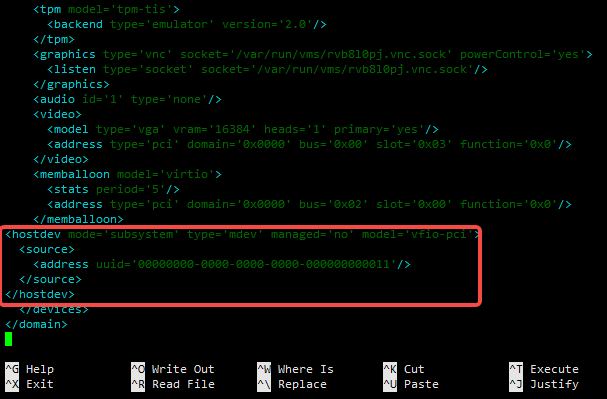 <tpm model='tpm-tis'>
<backend type='emulator' version='2.0'/>
</tpm>
<graphics type='vnc' socket='/var/run/vms/rvb8l0pj.vnc.sock' powerControl='yes'>
<listen type='socket' socket='/var/run/vms/rvb8l0pj.vnc.sock'/>
</graphics>
<audio id='1' type='none'/>
<video>
<model type='vga' vram='16384' heads='1' primary='yes'/>
<address type='pci' domain='0x0000' bus='0x00' slot='0x03' function='0x0'/>
</video>
<memballoon model='virtio'>
<stats period='5'/>
<address type='pci' domain='0x0000' bus='0x02' slot='0x00' function='0x0'/>
</memballoon>
<hostdev mode='subsystem' type='mdev' managed='no' model='vfio-pci'>
<source>
<address uuid='00000000-0000-0000-0000-000000000011'/>
</source>
</hostdev>
</devices>
</domain>
^G Help ^O Write Out ^W Where Is ^K Cut ^T Execute
^X Exit ^R Read File ^\ Replace ^U Paste ^J Justify